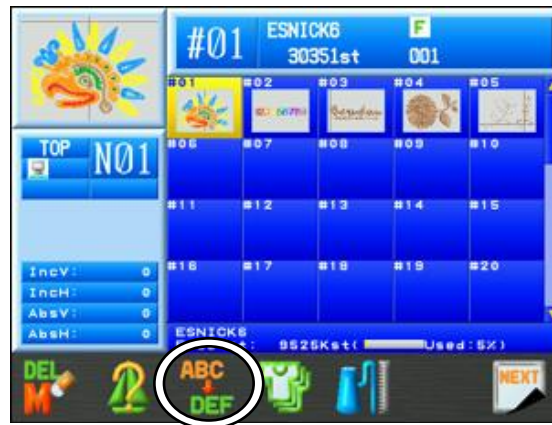 #01
ESNICK6
F
30351st
001
#01
#02
#03
#04
#05
TOP
N01
#06
#07
#08
#09
#10
#11
#12
#13
#14
#15
#16
#17
#18
#19
#20
IncV: 0
IncH: 0
AbsV: 0
AbsH: 0
ESNICK6
9525Kst( Used:5%)
DEL
M
ABC
DEF
NEXT